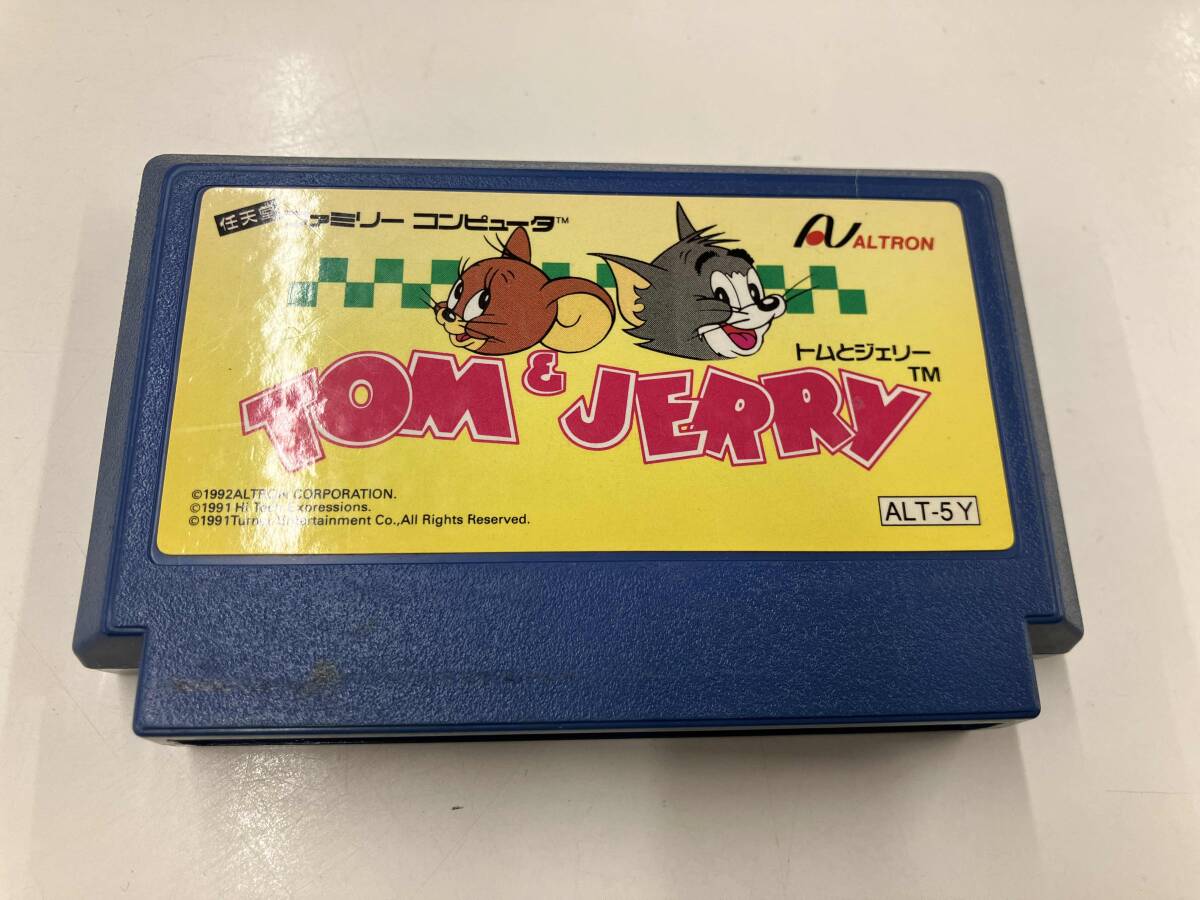 任天堂 ファミリー コンピュータ™
ALTRON
トムとジェリー
TOM & JERRY™
©1992ALTRON CORPORATION.
©1991 Hi Tech Expressions.
©1991Turner Entertainment Co.,All Rights Reserved.
ALT-5Y